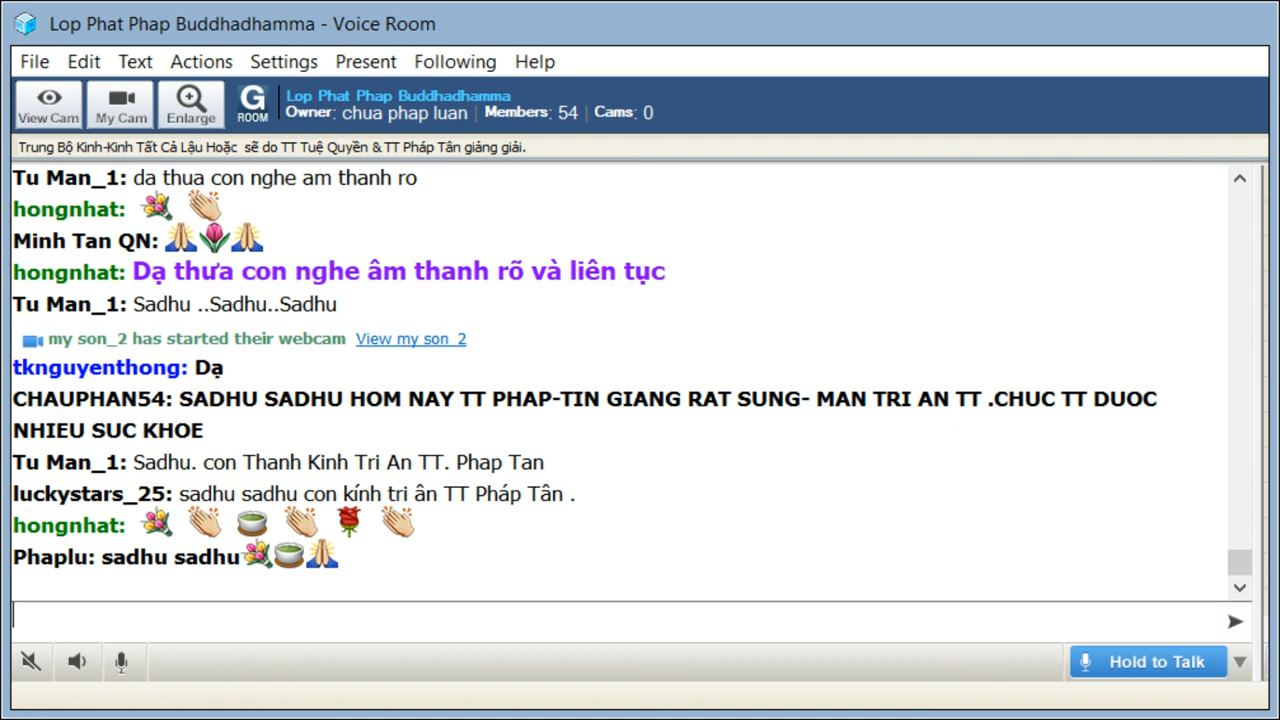 Lop Phat Phap Buddhadhamma - Voice Room
File Edit Text Actions Settings Present Following Help
View Cam My Cam Enlarge G ROOM
Lop Phat Phap Buddhadhamma
Owner: chua phap luan | Members: 54 | Cams: 0
Trung Bộ Kinh-Kinh Tất Cả Lậu Hoặc sẽ do TT Tuệ Quyền & TT Pháp Tân giảng giải.
Tu Man_1: da thua con nghe am thanh ro
hongnhat:
Minh Tan QN:
hongnhat: Dạ thưa con nghe âm thanh rõ và liên tục
Tu Man_1: Sadhu ..Sadhu..Sadhu
my son_2 has started their webcam View my son_2
tknguyenthong: Dạ
CHAUPHAN54: SADHU SADHU HOM NAY TT PHAP-TIN GIANG RAT SUNG- MAN TRI AN TT .CHUC TT DUOC
NHIEU SUC KHOE
Tu Man_1: Sadhu. con Thanh Kinh Tri An TT. Phap Tan
luckystars_25: sadhu sadhu con kính tri ân TT Pháp Tân .
hongnhat:
Phaplu: sadhu sadhu
Hold to Talk